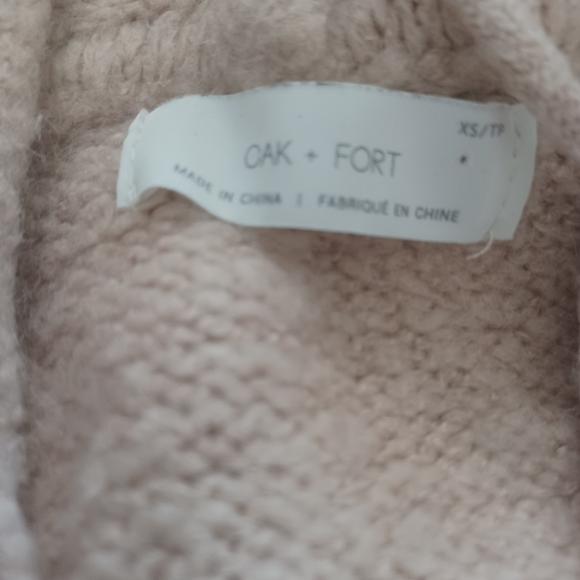 XS/TP
OAK + FORT
MADE IN CHINA | FABRIQUÉ EN CHINE